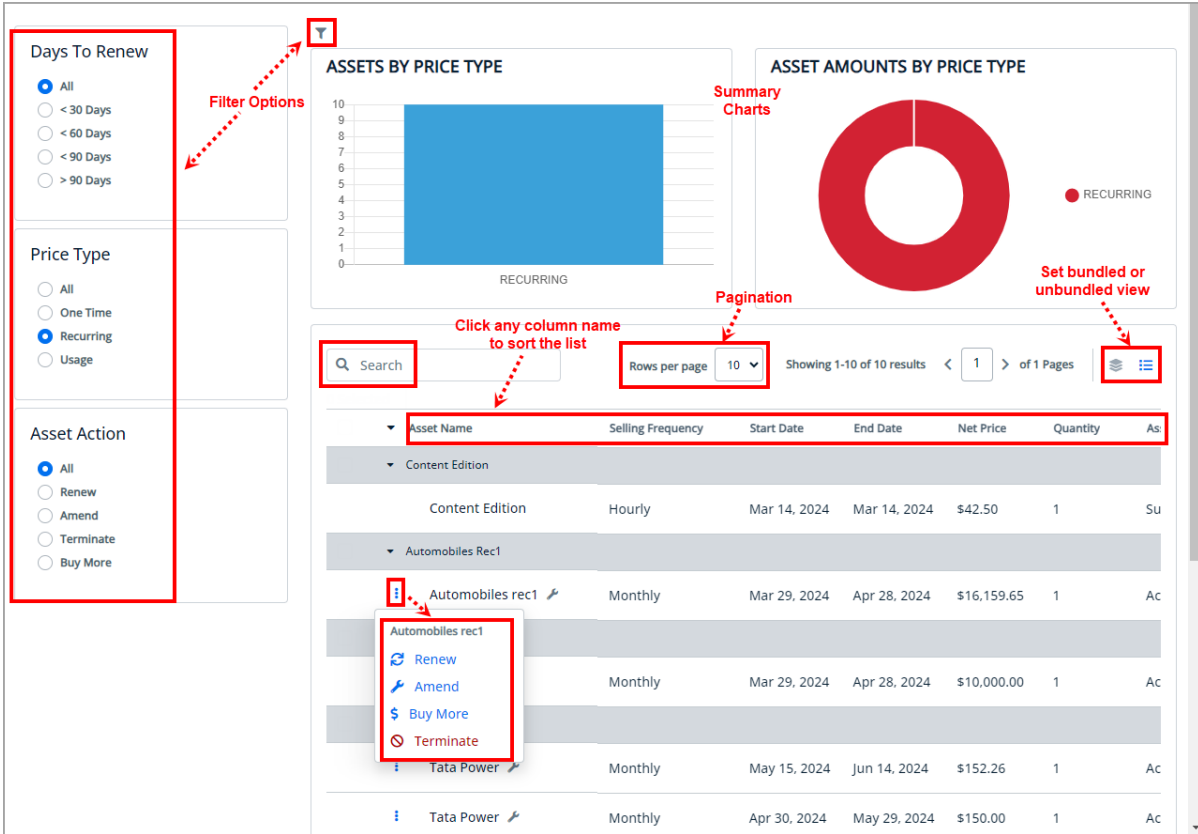 Days To Renew
All
< 30 Days
< 60 Days
< 90 Days
> 90 Days
Filter Options
Price Type
All
One Time
Recurring
Usage
Asset Action
All
Renew
Amend
Terminate
Buy More
ASSETS BY PRICE TYPE
10
9
8
7
6
5
4
3
2
1
0
RECURRING
Summary
Charts
ASSET AMOUNTS BY PRICE TYPE
RECURRING
Click any column name
to sort the list
Pagination
Set bundled or
unbundled view
Search
Rows per page 10
Showing 1-10 of 10 results 1 of 1 Pages
Asset Name Selling Frequency Start Date End Date Net Price Quantity As
Content Edition
Content Edition Hourly Mar 14, 2024 Mar 14, 2024 $42.50 1 Su
Automobiles Rec1
Automobiles rec1 Monthly Mar 29, 2024 Apr 28, 2024 $16,159.65 1 Ac
Automobiles rec1
Renew
Amend
$ Buy More
Terminate
Monthly Mar 29, 2024 Apr 28, 2024 $10,000.00 1 Ac
Tata Power Monthly May 15, 2024 Jun 14, 2024 $152.26 1 Ac
Tata Power Monthly Apr 30, 2024 May 29, 2024 $150.00 1 Ac